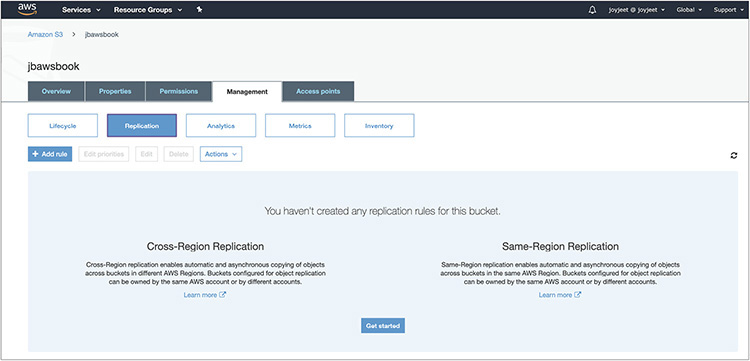 aws Services Resource Groups joyjeet @ joyjeet Global Support
Amazon S3 > jbawsbook
jbawsbook
Overview Properties Permissions Management Access points
Lifecycle Replication Analytics Metrics Inventory
+ Add rule Edit priorities Edit Delete Actions
You haven't created any replication rules for this bucket.
Cross-Region Replication
Cross-Region replication enables automatic and asynchronous copying of objects
across buckets in different AWS Regions. Buckets configured for object replication
can be owned by the same AWS account or by different accounts.
Learn more
Same-Region Replication
Same-Region replication enables automatic and asynchronous copying of objects
across buckets in the same AWS Region. Buckets configured for object replication
can be owned by the same AWS account or by different accounts.
Learn more
Get started